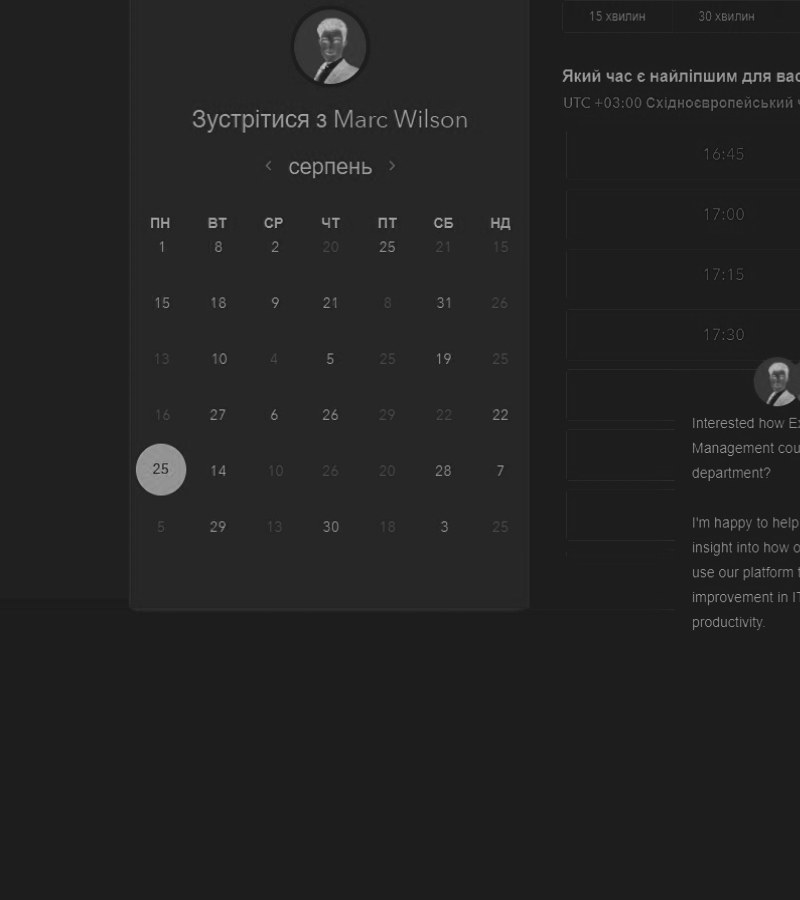 Зустрітися з Marc Wilson
‹ серпень ›
ПН ВТ СР ЧТ ПТ СБ НД
1 8 2 20 25 21 15
15 18 9 21 8 31 26
13 10 4 5 25 19 25
16 27 6 26 29 22 22
25 14 10 26 20 28 7
5 29 13 30 18 3 25
15 хвилин 30 хвилин
Який час є найліпшим для вас
UTC +03:00 Східноєвропейський
16:45
17:00
17:15
17:30
Interested how
Management
department?
I'm happy to help
insight into how
use our platform
improvement in IT
productivity.